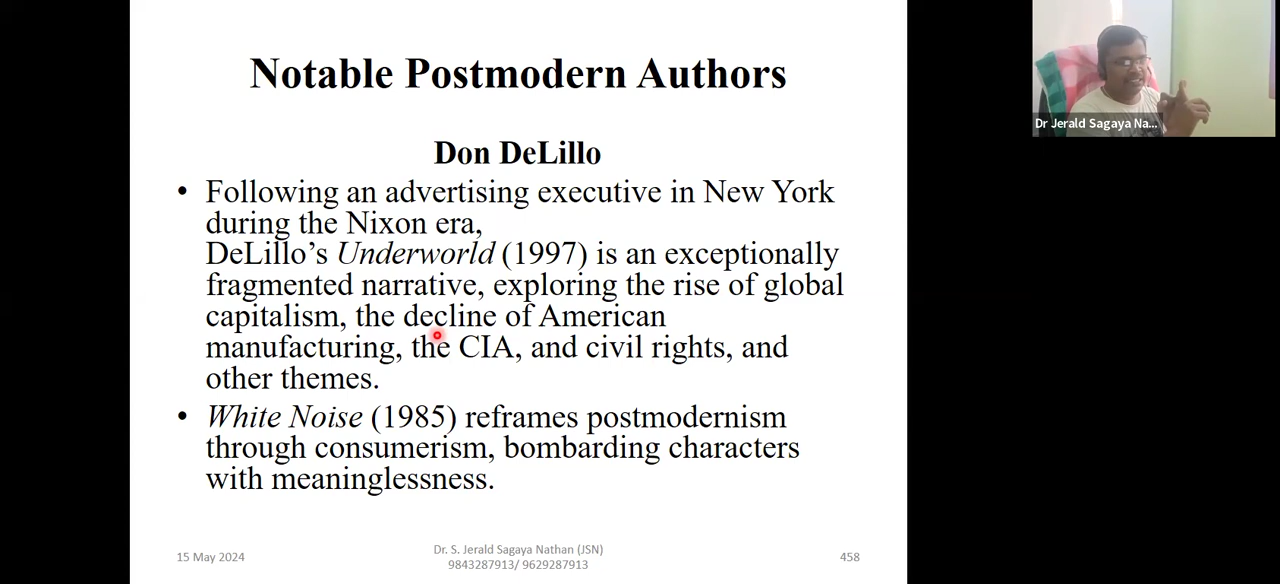 Notable Postmodern Authors
Dr Jerald Sagaya Na...
Don DeLillo
• Following an advertising executive in New York
during the Nixon era,
DeLillo’s Underworld (1997) is an exceptionally
fragmented narrative, exploring the rise of global
capitalism, the decline of American
manufacturing, the CIA, and civil rights, and
other themes.
• White Noise (1985) reframes postmodernism
through consumerism, bombarding characters
with meaninglessness.
15 May 2024
Dr. S. Jerald Sagaya Nathan (JSN)
9843287913/ 9629287913
458